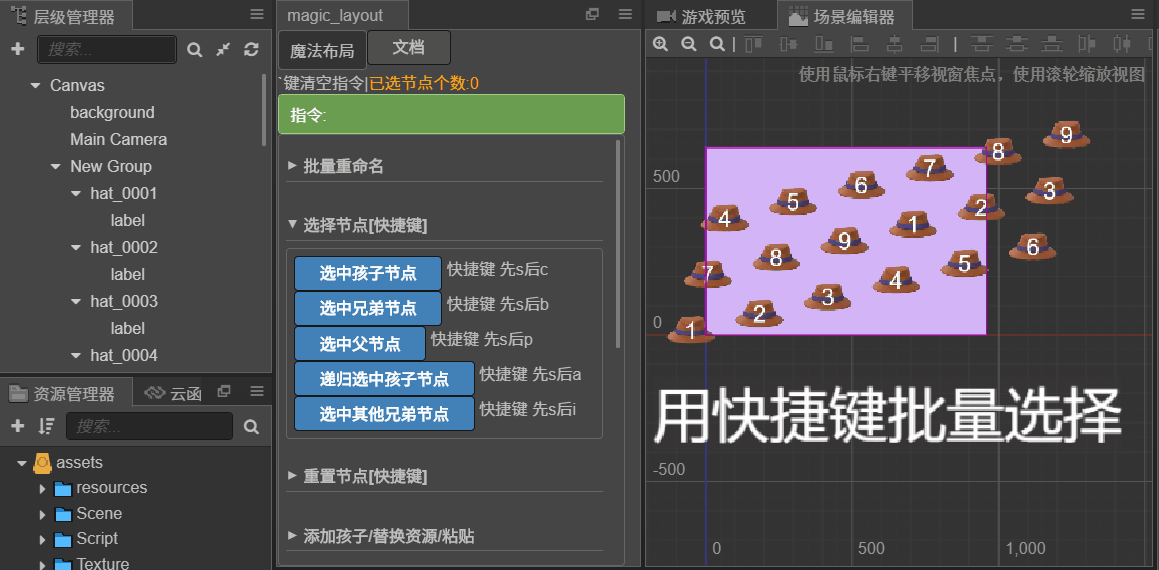 层级管理器
搜索...
Canvas
background
Main Camera
New Group
hat_0001
label
hat_0002
label
hat_0003
label
hat_0004
资源管理器
云函
搜索...
assets
resources
Scene
Script
Texture
magic_layout
魔法布局
文档
`键清空指令|已选节点个数:0
指令:
批量重命名
选择节点[快捷键]
选中孩子节点 快捷键 先s后c
选中兄弟节点 快捷键 先s后b
选中父节点 快捷键 先s后p
递归选中孩子节点 快捷键 先s后a
选中其他兄弟节点 快捷键 先s后i
重置节点[快捷键]
添加孩子/替换资源/粘贴
游戏预览
场景编辑器
使用鼠标右键平移视窗焦点，使用滚轮缩放视图
9
8
7
6
5
4
3
2
1
9
8
7
6
5
4
3
2
1
500
0
-500
用快捷键批量选择
0
500
1,000